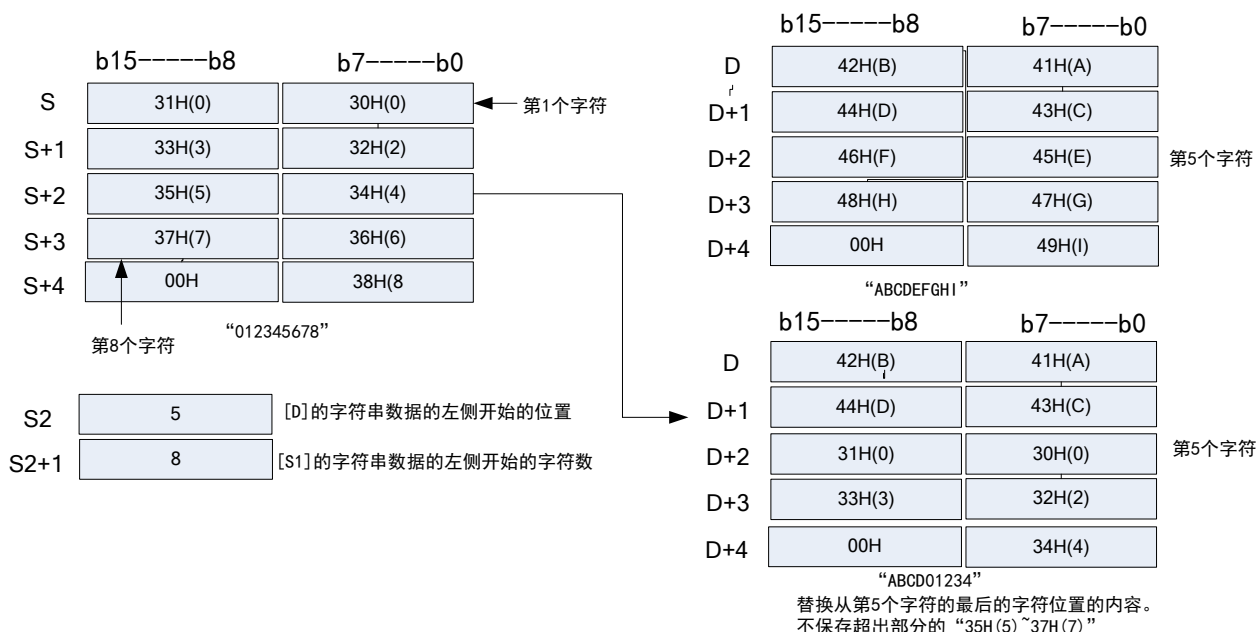 b15-----b8 b7-----b0
S 31H(0) 30H(0) 第1个字符
S+1 33H(3) 32H(2)
S+2 35H(5) 34H(4)
S+3 37H(7) 36H(6)
S+4 00H 38H(8
第8个字符
“012345678”
S2 5 [D]的字符串数据的左侧开始的位置
S2+1 8 [S1]的字符串数据的左侧开始的字符数
b15-----b8 b7-----b0
D 42H(B) 41H(A)
D+1 44H(D) 43H(C)
D+2 46H(F) 45H(E) 第5个字符
D+3 48H(H) 47H(G)
D+4 00H 49H(I)
“ABCDEFGHI”
b15-----b8 b7-----b0
D 42H(B) 41H(A)
D+1 44H(D) 43H(C)
D+2 31H(0) 30H(0) 第5个字符
D+3 33H(3) 32H(2)
D+4 00H 34H(4)
“ABCD01234”
替换从第5个字符的最后的字符位置的内容。
不保存超出部分的“35H(5)~37H(7)”